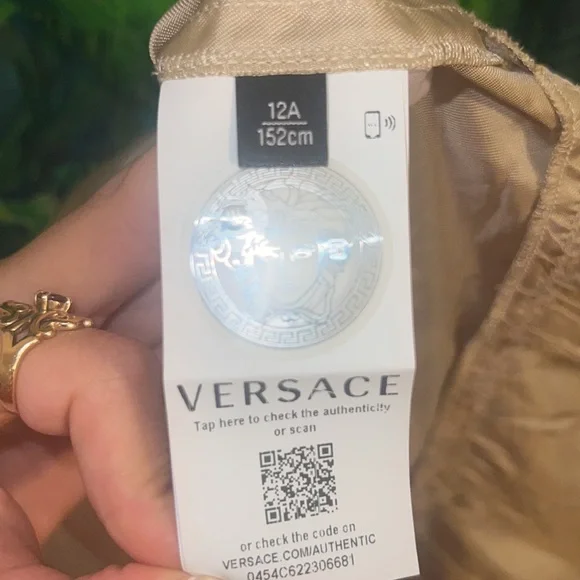 12A
152cm
VERSACE
Tap here to check the authenticity
or scan
or check the code on
VERSACE.COM/AUTHENTIC
0454C622306681